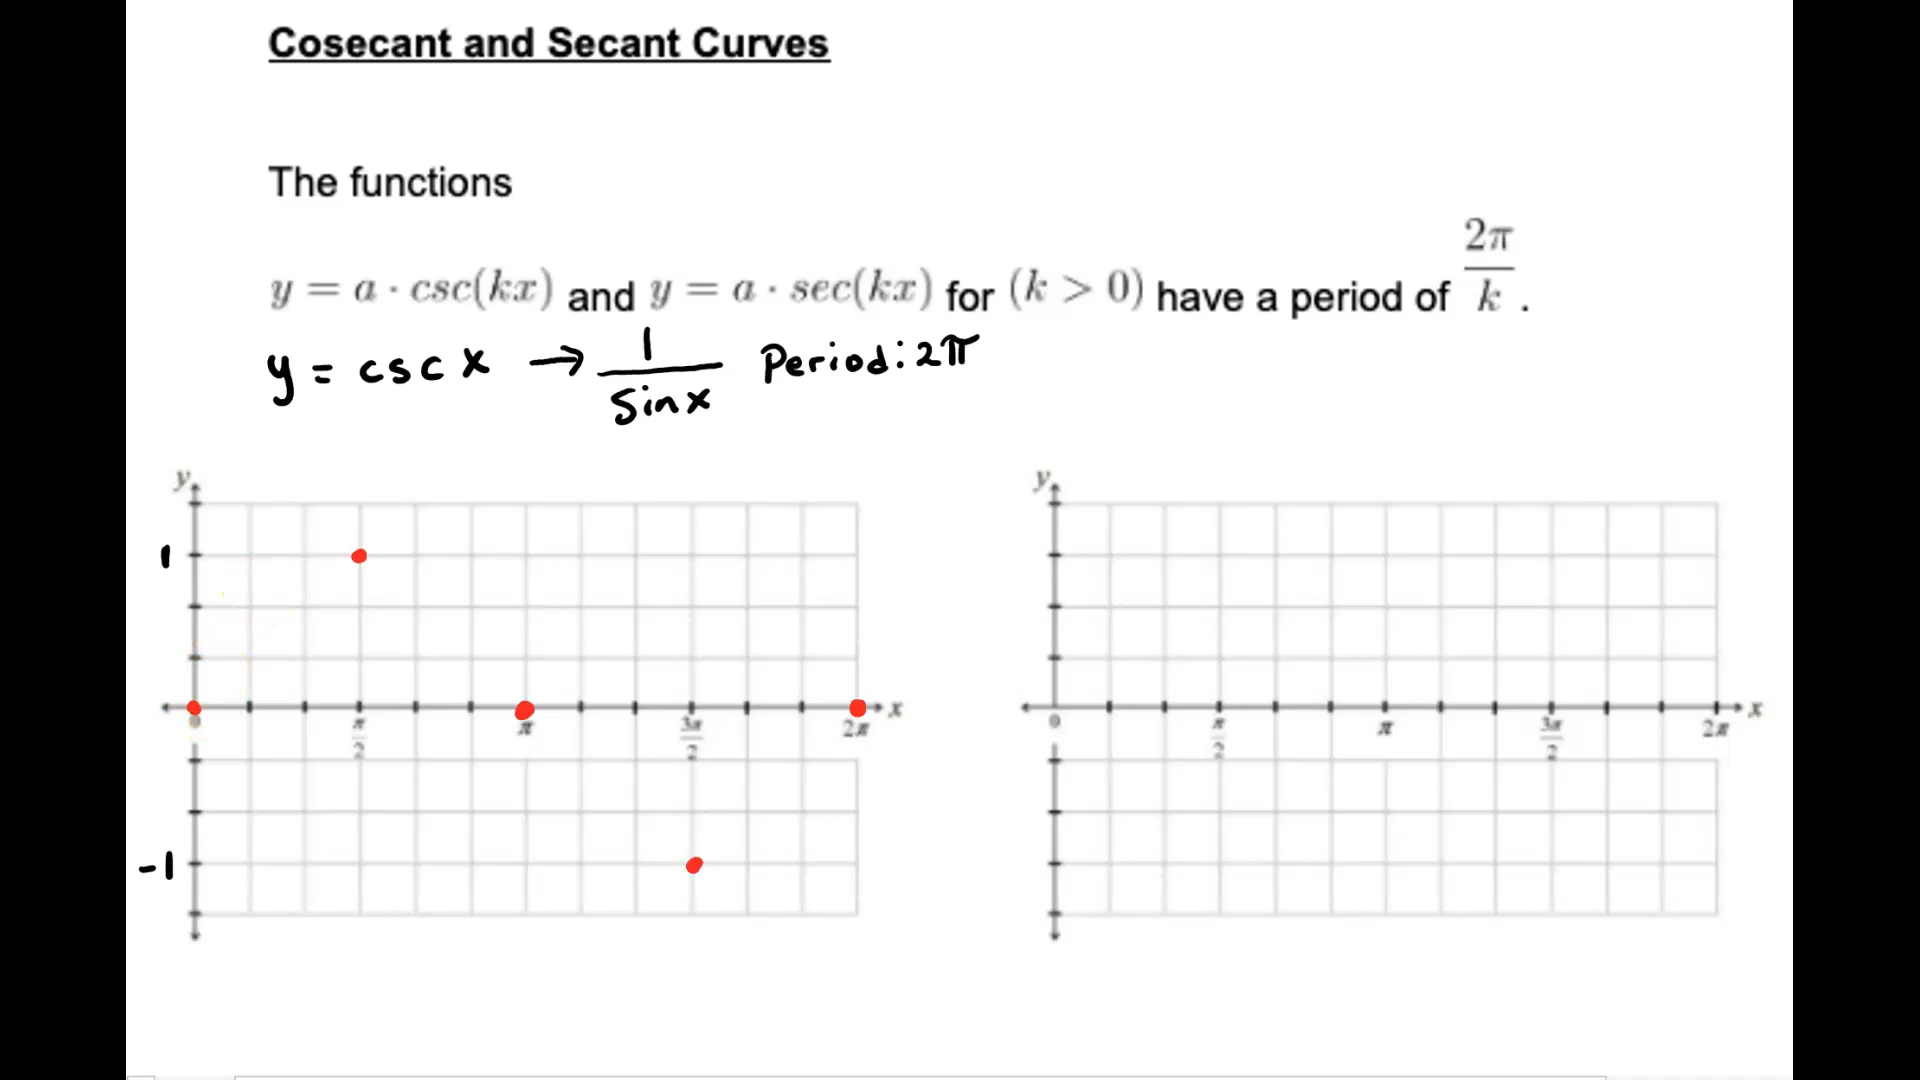 Cosecant and Secant Curves
The functions
y = a · csc(kx) and y = a · sec(kx) for (k > 0) have a period of 2π/k .
y = csc x → 1/sin x Period: 2π
y y
1
0 π/2 π 3π/2 2π x 0 π/2 π 3π/2 2π x
-1